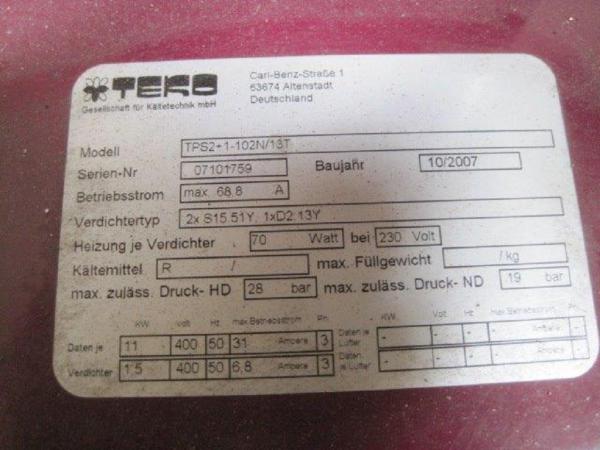 TEKO
Gesellschaft für Kältetechnik mbH
Carl-Benz-Straße 1
63674 Altenstadt
Deutschland
Modell TPS2+1-102N/13T
Serien-Nr 07101759 Baujahr 10/2007
Betriebsstrom max. 68,8 A
Verdichtertyp 2x S15.51Y, 1xD2.13Y
Heizung je Verdichter 70 Watt bei 230 Volt
Kältemittel R / max. Füllgewicht / kg
max. zuläss. Druck- HD 28 bar max. zuläss. Druck- ND 19 bar
KW Volt Hz max.Betriebsstrom Ph. KW Volt Hz max.Betriebsstrom Ph.
Daten je 11 400 50 31 Ampere 3 Daten je Lüfter - - - - Ampere -
Verdichter 1,5 400 50 6,8 Ampere 3 Daten je Lüfter - - - - Ampere -